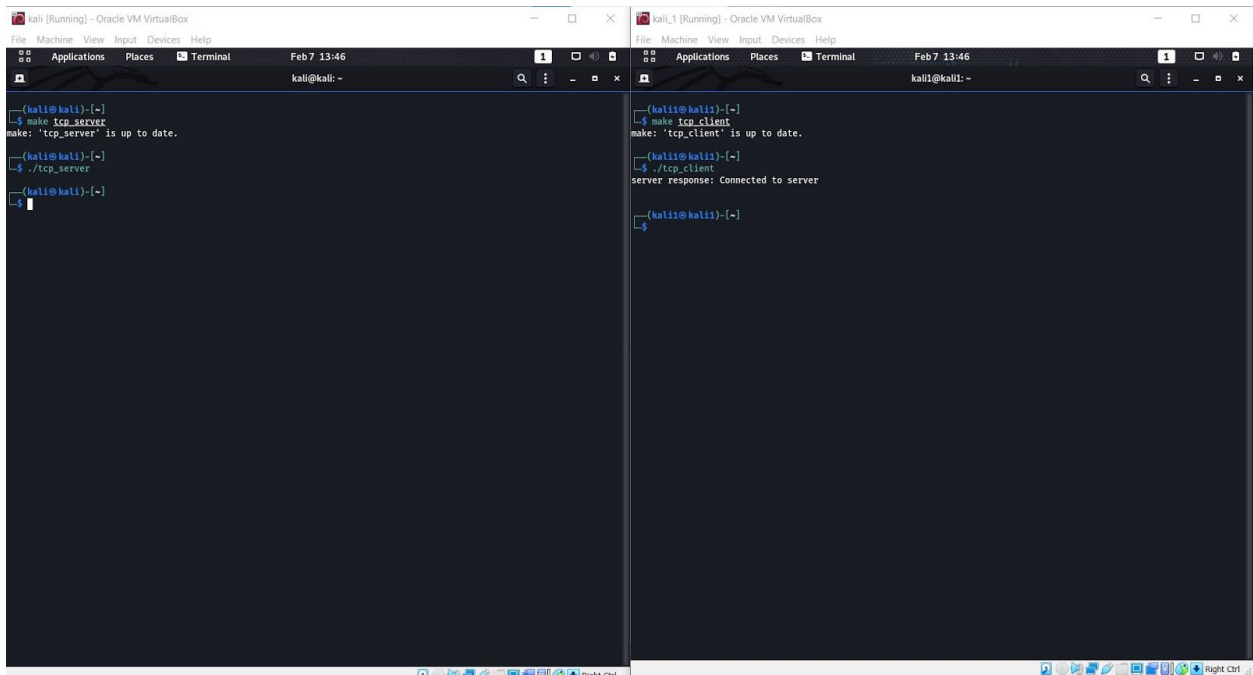 kali [Running] - Oracle VM VirtualBox
File Machine View Input Devices Help
Applications Places Terminal Feb 7 13:46 1
kali@kali: ~
(kali㉿kali)-[~]
$ make tcp_server
make: 'tcp_server' is up to date.
(kali㉿kali)-[~]
$ ./tcp_server
(kali㉿kali)-[~]
$
Right Ctrl
kali_1 [Running] - Oracle VM VirtualBox
File Machine View Input Devices Help
Applications Places Terminal Feb 7 13:46 1
kali1@kali1: ~
(kali1㉿kali1)-[~]
$ make tcp_client
make: 'tcp_client' is up to date.
(kali1㉿kali1)-[~]
$ ./tcp_client
server response: Connected to server
(kali1㉿kali1)-[~]
$
Right Ctrl